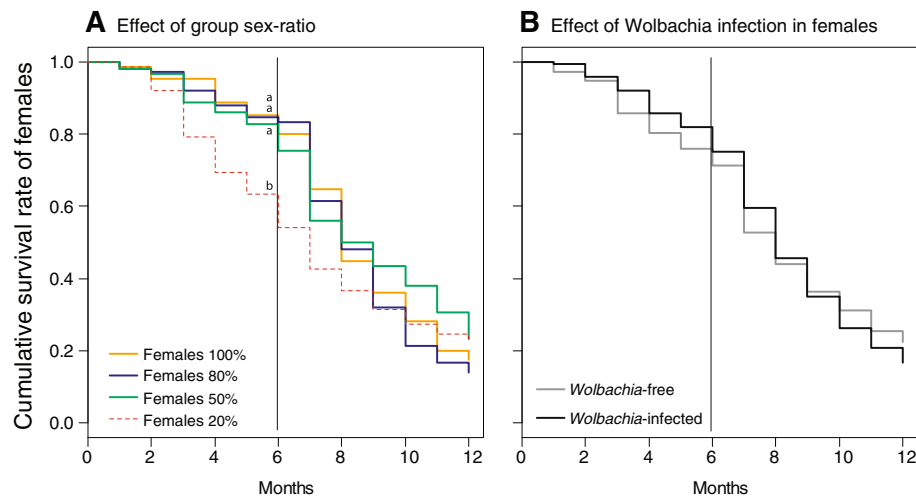 A Effect of group sex-ratio
B Effect of Wolbachia infection in females
Cumulative survival rate of females
1.0
0.8
0.6
0.4
0.2
0.0
a
a
a
b
Females 100%
Females 80%
Females 50%
Females 20%
0 2 4 6 8 10 12
Months
Wolbachia-free
Wolbachia-infected
0 2 4 6 8 10 12
Months